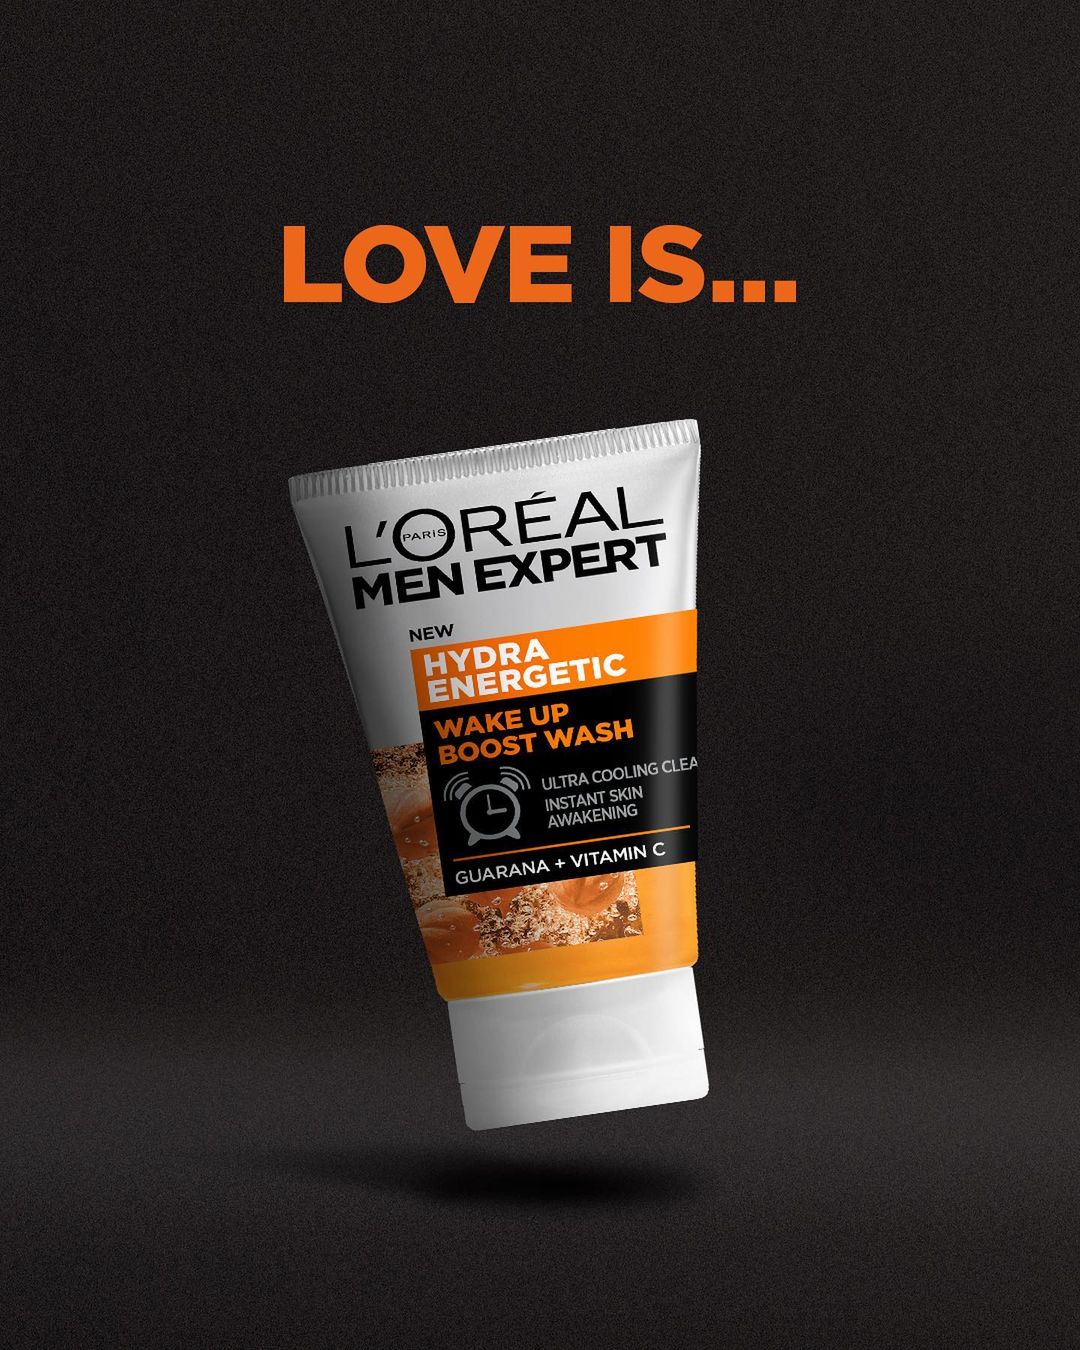 LOVE IS...
L'ORÉAL
PARIS
MEN EXPERT
NEW
HYDRA
ENERGETIC
WAKE UP
BOOST WASH
ULTRA COOLING CLEA
INSTANT SKIN
AWAKENING
GUARANA + VITAMIN C